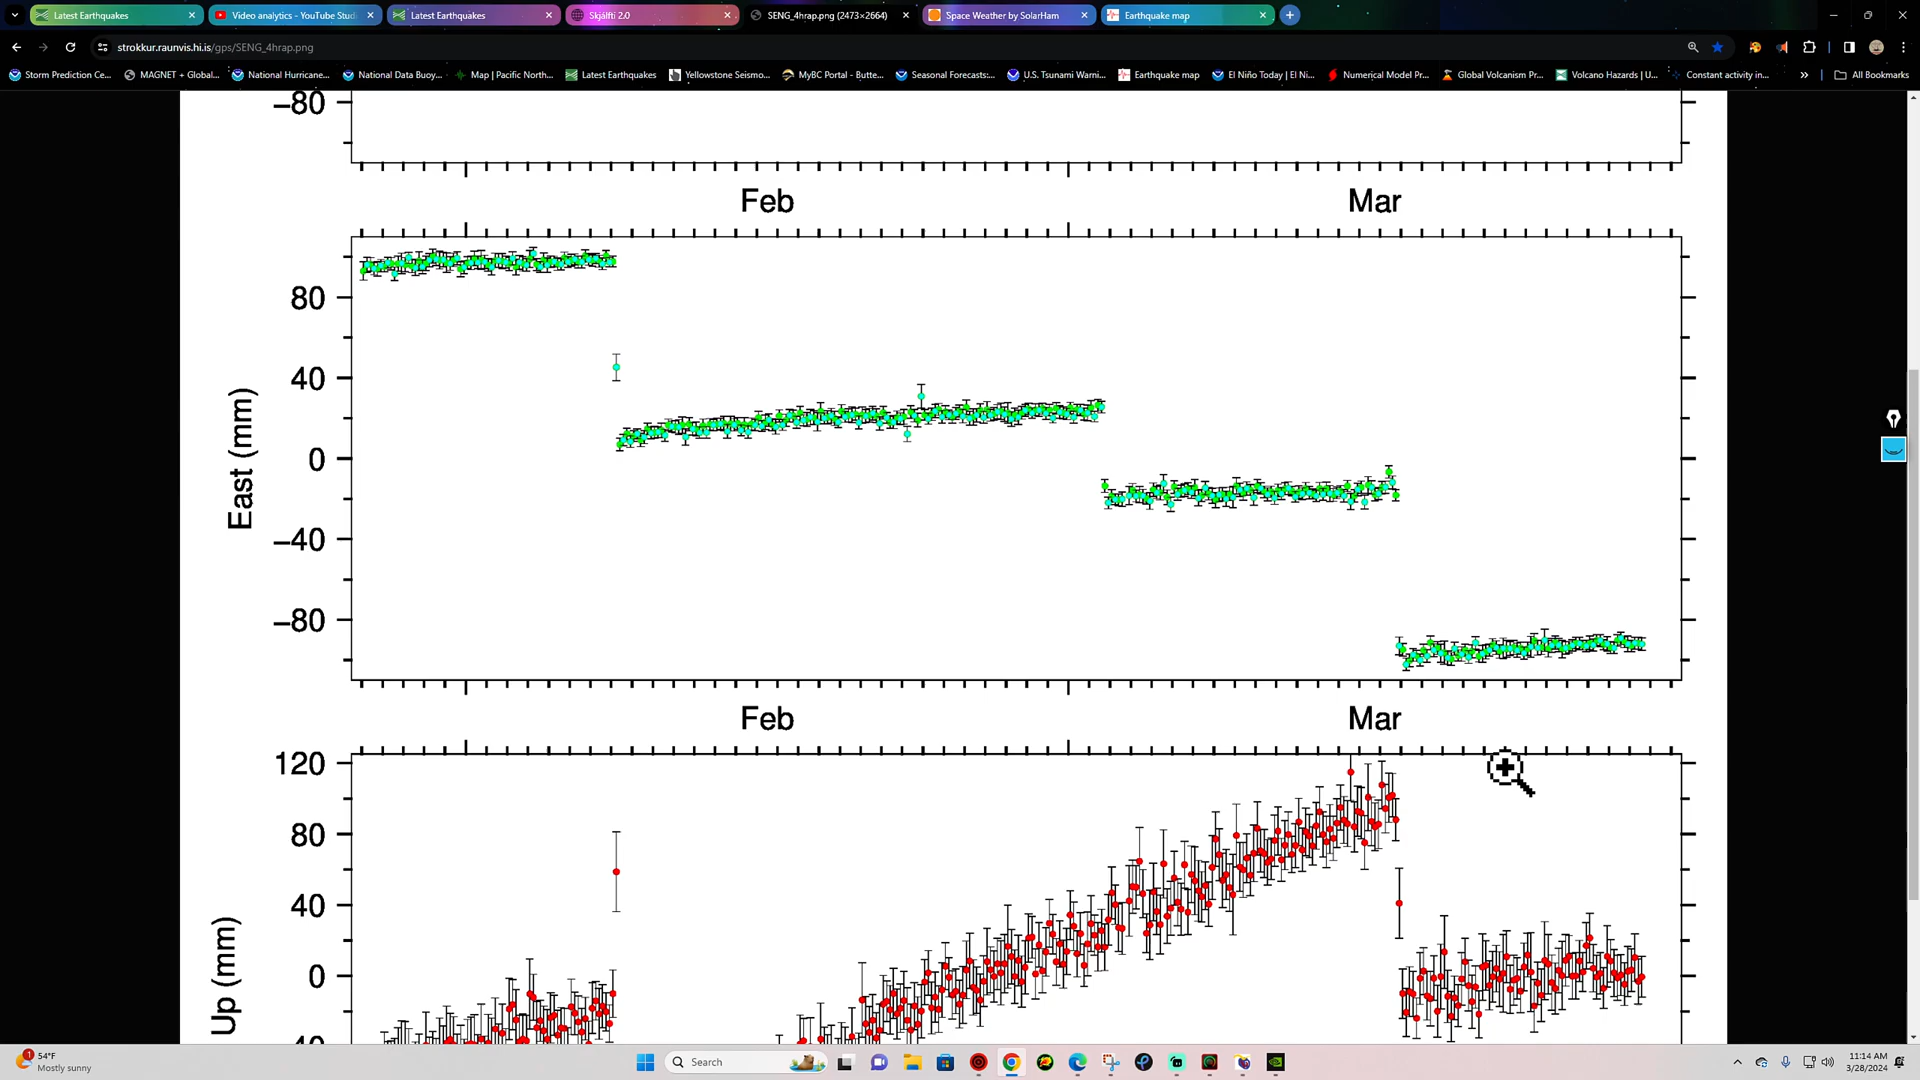 Latest Earthquakes
Video analytics - YouTube Stud
Latest Earthquakes
Skjálfti 2.0
SENG_4hrap.png (2473×2664)
Space Weather by SolarHam
Earthquake map
strokkur.raunvis.hi.is/gps/SENG_4hrap.png
Storm Prediction Ce...
MAGNET + Global...
National Hurricane...
National Data Buoy...
Map | Pacific North...
Latest Earthquakes
Yellowstone Seismo...
MyBC Portal - Butte...
Seasonal Forecasts:...
U.S. Tsunami Warni...
Earthquake map
El Niño Today | El Ni...
Numerical Model Pr...
Global Volcanism Pr...
Volcano Hazards | U...
Constant activity in...
All Bookmarks
−80
Feb Mar
80
40
0
−40
−80
East (mm)
Feb Mar
120
80
40
0
40
Up (mm)
1
54°F
Mostly sunny
Search
11:14 AM
3/28/2024